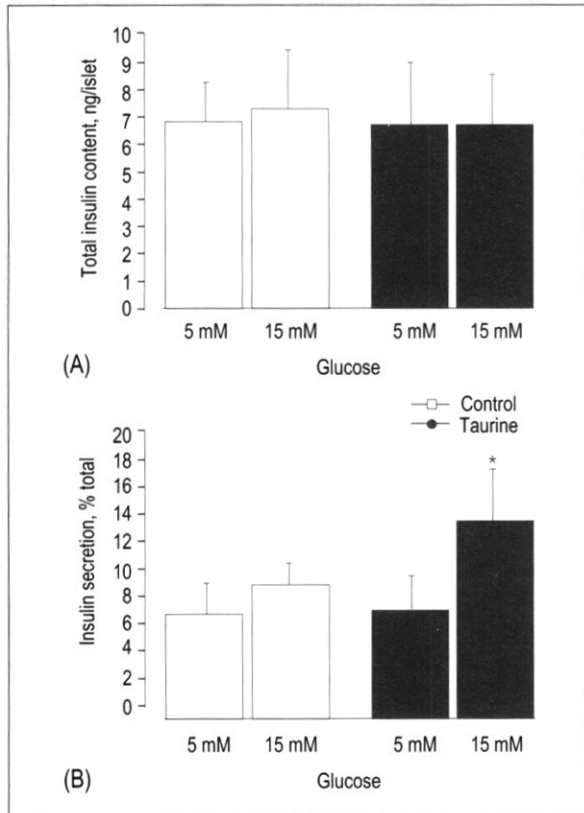 Total insulin content, ng/islet
10
9
8
7
6
5
4
3
2
1
0
5 mM 15 mM 5 mM 15 mM
(A) Glucose
Control
Taurine
Insulin secretion, % total
20
18
16
14
12
10
8
6
4
2
0
*
5 mM 15 mM 5 mM 15 mM
(B) Glucose